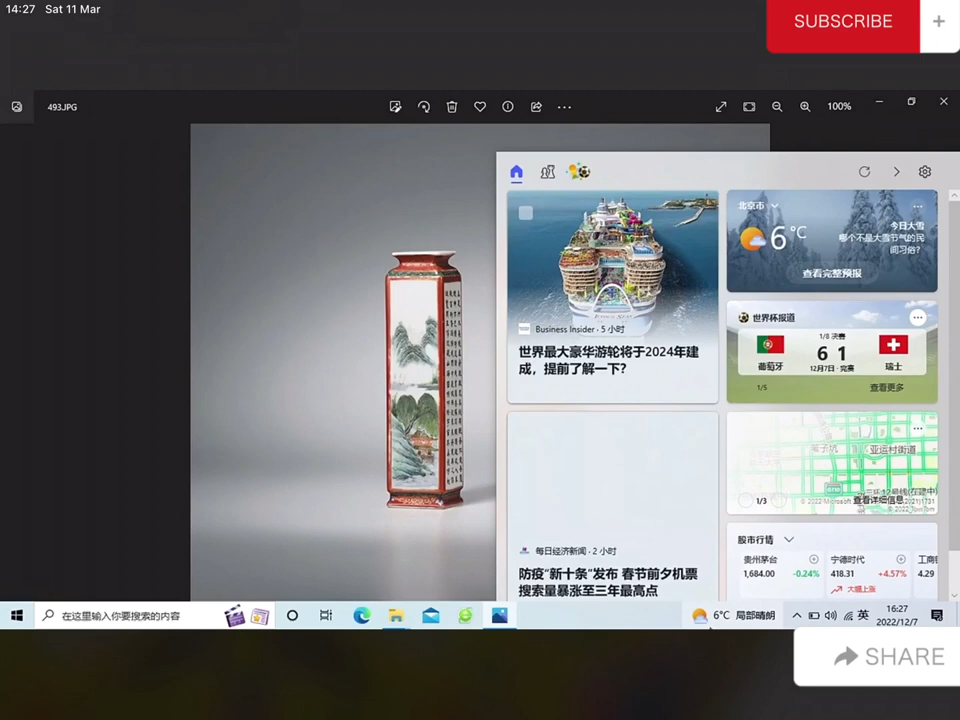 14:27 Sat 11 Mar
SUBSCRIBE
493.JPG
100%
Business Insider · 5 小时
世界最大豪华游轮将于2024年建
成，提前了解一下？
北京市
6 °C
今日大雪
哪个不是大雪节气的民
间习俗？
查看完整预报
世界杯报道
1/8 决赛
6 1
葡萄牙
12月7日 · 完赛
瑞士
1/5
查看更多
亚运村街道
1/3
查看详细信息
股市行情
贵州茅台
1,684.00
-0.24%
宁德时代
418.31
+4.57%
大幅上涨
4.29
每日经济新闻 · 2 小时
防疫“新十条”发布 春节前夕机票
搜索量暴涨至三年最高点
在这里输入你要搜索的内容
6°C 局部晴朗
英
16:27
2022/12/7
SHARE